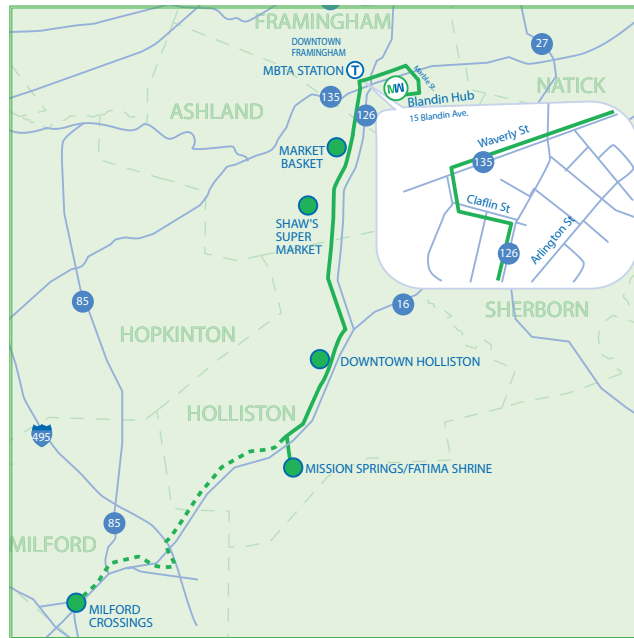 FRAMINGHAM
27
DOWNTOWN
FRAMINGHAM
MBTA STATION
T
Marble St.
NATICK
MW
Blandin Hub
15 Blandin Ave.
135
126
ASHLAND
MARKET
BASKET
Waverly St
135
Claflin St
Arlington St
126
SHAW'S
SUPER
MARKET
85
16
SHERBORN
HOPKINTON
DOWNTOWN HOLLISTON
HOLLISTON
495
MISSION SPRINGS/FATIMA SHRINE
85
MILFORD
MILFORD
CROSSINGS